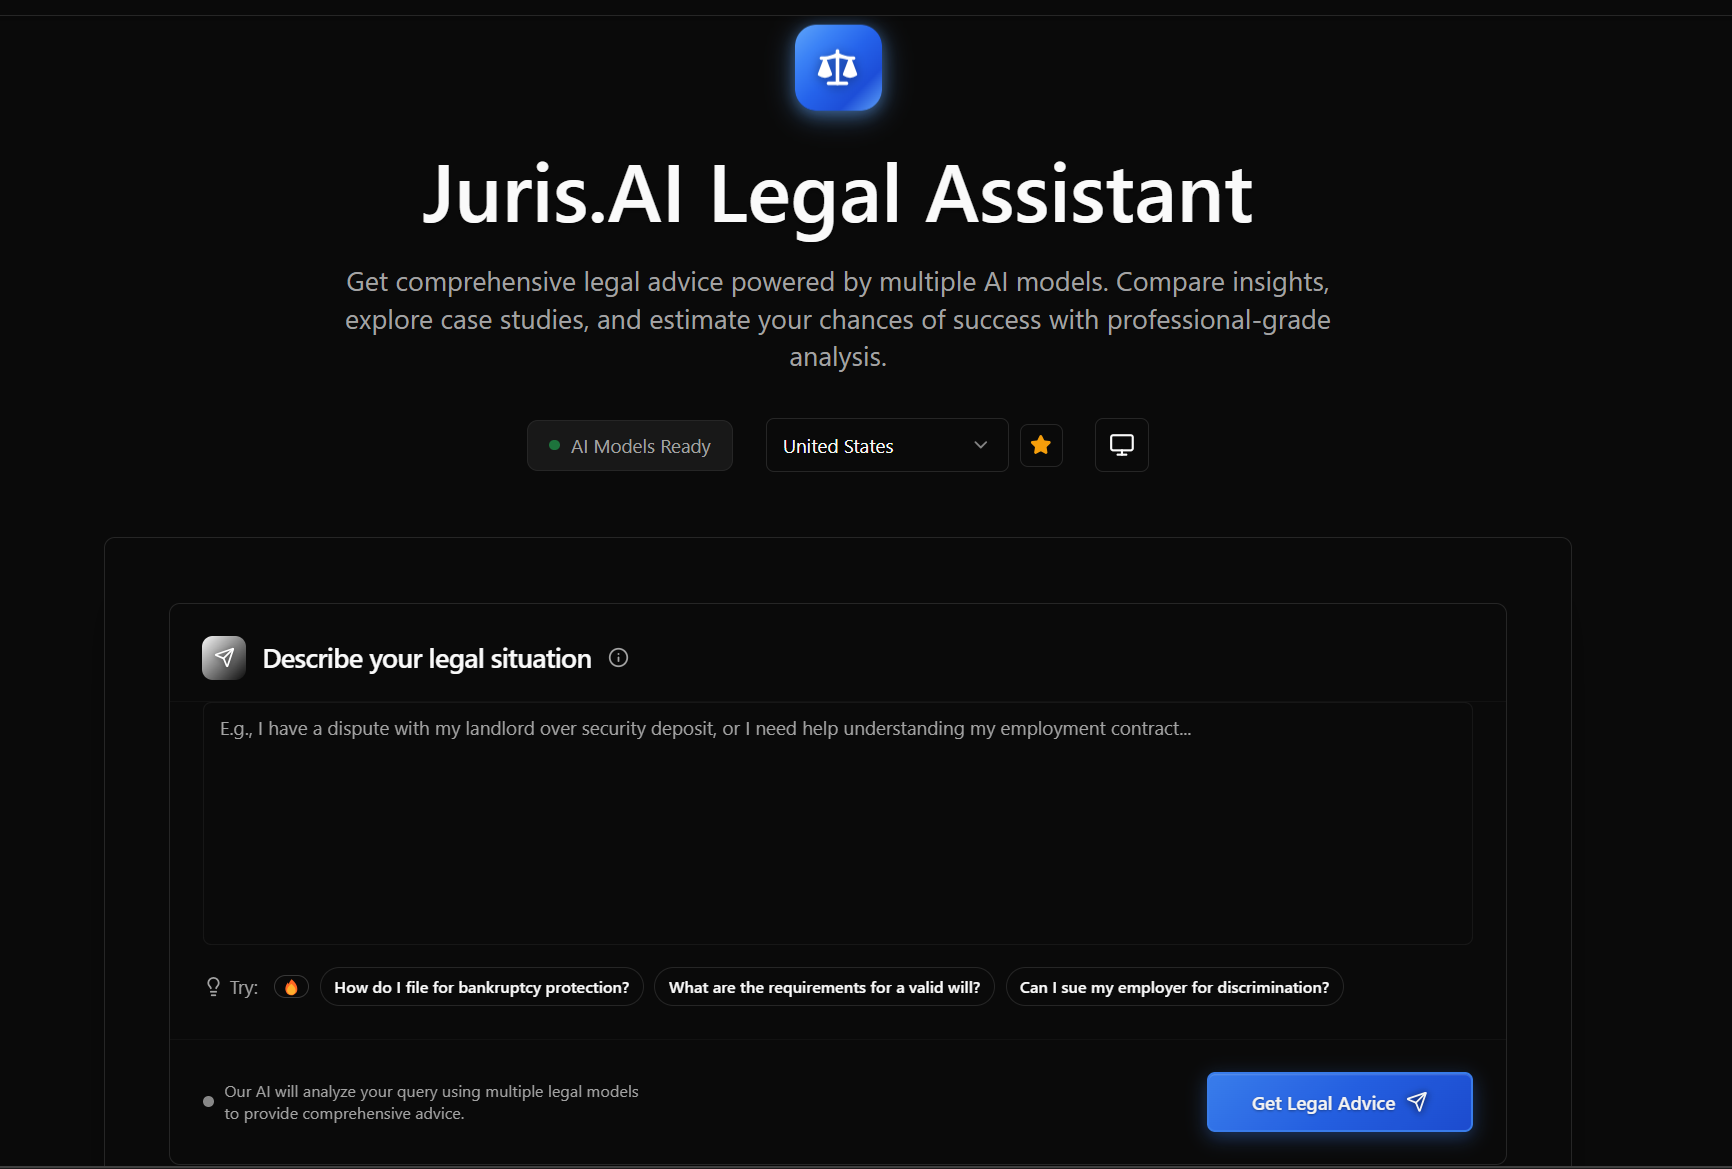 Juris.AI Legal Assistant
Get comprehensive legal advice powered by multiple AI models. Compare insights,
explore case studies, and estimate your chances of success with professional-grade
analysis.
AI Models Ready
United States
Describe your legal situation
E.g., I have a dispute with my landlord over security deposit, or I need help understanding my employment contract...
Try:
How do I file for bankruptcy protection?
What are the requirements for a valid will?
Can I sue my employer for discrimination?
Our AI will analyze your query using multiple legal models
to provide comprehensive advice.
Get Legal Advice